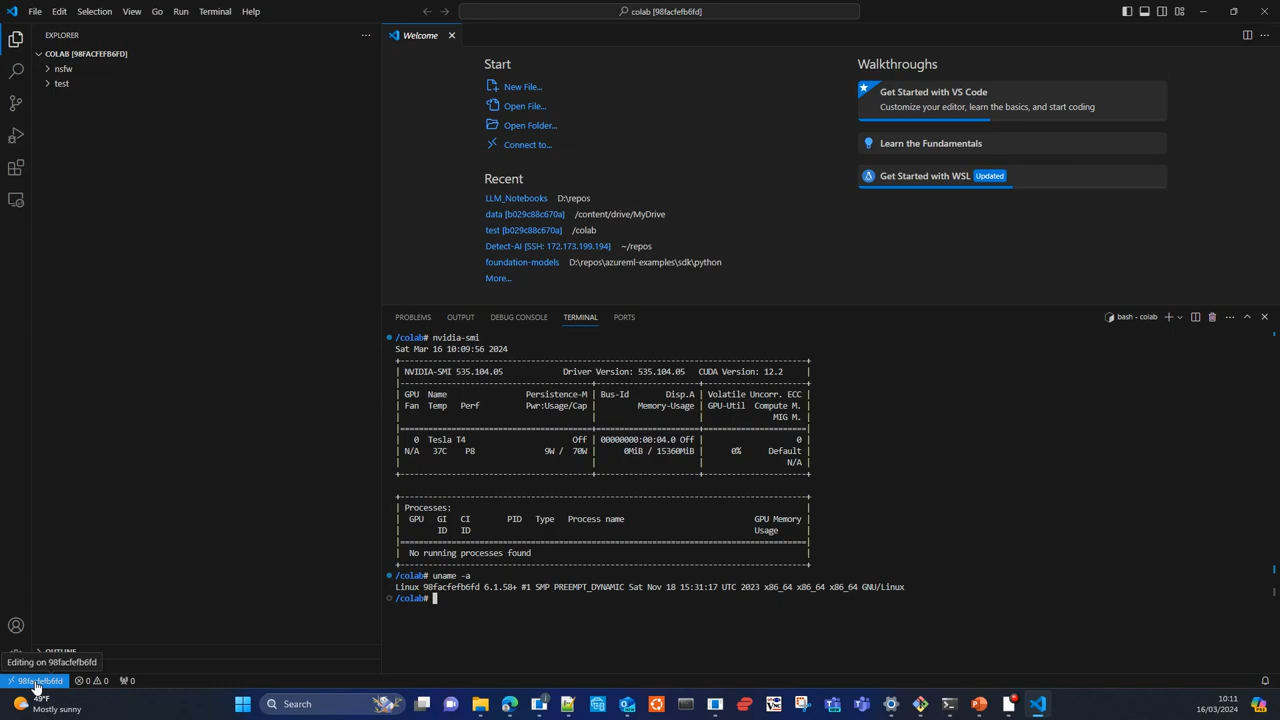 File Edit Selection View Go Run Terminal Help
colab [98facfefb6fd]
EXPLORER
COLAB [98FACFEFB6FD]
nsfw
test
Welcome
Start
New File...
Open File...
Open Folder...
Connect to...
Recent
LLM_Notebooks D:\repos
data [b029c88c670a] /content/drive/MyDrive
test [b029c88c670a] /colab
Detect-AI [SSH: 172.173.199.194] ~/repos
foundation-models D:\repos\azureml-examples\sdk\python
More...
Walkthroughs
Get Started with VS Code
Customize your editor, learn the basics, and start coding
Learn the Fundamentals
Get Started with WSL Updated
PROBLEMS OUTPUT DEBUG CONSOLE TERMINAL PORTS
bash - colab
/colab# nvidia-smi
Sat Mar 16 10:09:56 2024
NVIDIA-SMI 535.104.05 Driver Version: 535.104.05 CUDA Version: 12.2
GPU Name Persistence-M | Bus-Id Disp.A | Volatile Uncorr. ECC
Fan Temp Perf Pwr:Usage/Cap | Memory-Usage | GPU-Util Compute M.
MIG M.
0 Tesla T4 Off | 00000000:00:04.0 Off | 0
N/A 37C P8 9W / 70W | 0MiB / 15360MiB | 0% Default
N/A
Processes:
GPU GI CI PID Type Process name GPU Memory
ID ID Usage
No running processes found
/colab# uname -a
Linux 98facfefb6fd 6.1.58+ #1 SMP PREEMPT_DYNAMIC Sat Nov 18 15:31:17 UTC 2023 x86_64 x86_64 x86_64 GNU/Linux
/colab#
Editing on 98facfefb6fd
98facfefb6fd 0 0 0
49°F
Mostly sunny
Search
10:11
16/03/2024